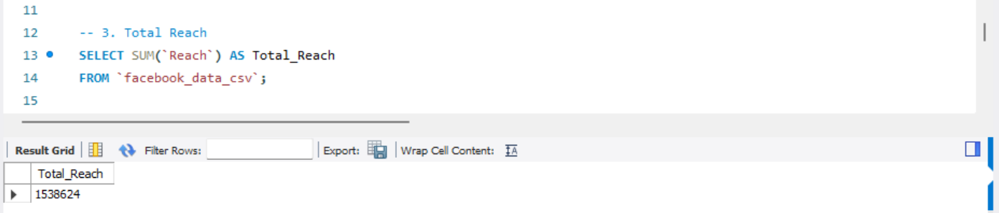 11
12 -- 3. Total Reach
13 SELECT SUM(`Reach`) AS Total_Reach
14 FROM `facebook_data_csv`;
15
Result Grid Filter Rows: Export: Wrap Cell Content: IA
Total_Reach
1538624